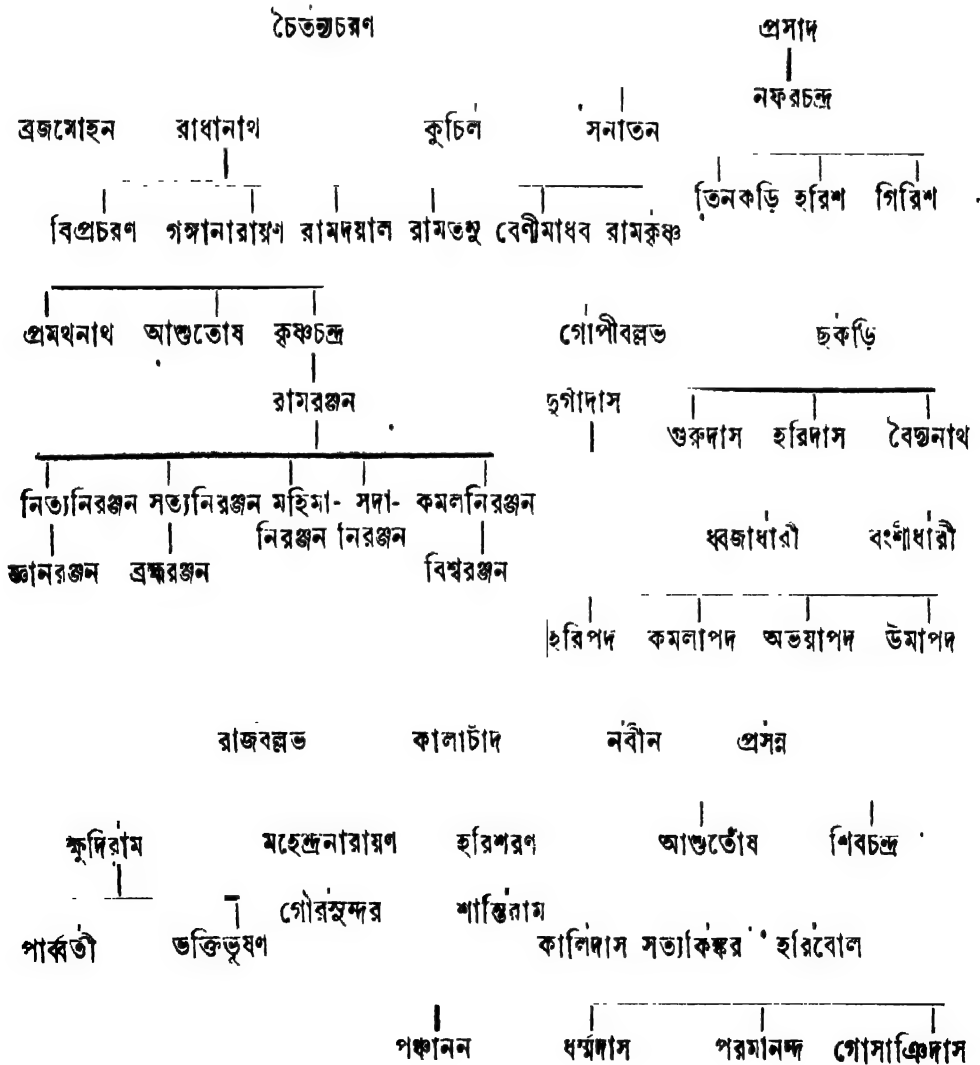 চৈতন্যচরণ প্রসাদ
নফরচন্দ্র
ব্রজমোহন রাধানাথ কুচিল সনাতন
তিনকড়ি হরিশ গিরিশ
বিপ্রচরণ গঙ্গানারায়ণ রামদয়াল রামতনু বেণীমাধব রামকৃষ্ণ
প্রমথনাথ আশুতোষ কৃষ্ণচন্দ্র গোপীবল্লভ ছকড়ি
রামরঞ্জন দুর্গাদাস
গুরুদাস হরিদাস বৈদ্যনাথ
নিত্যনিরঞ্জন সত্যনিরঞ্জন মহিমা- সদা- কমলনিরঞ্জন
নিরঞ্জন নিরঞ্জন
ধ্বজাধারী বংশীধারী
জ্ঞানরঞ্জন ব্রহ্মরঞ্জন বিশ্বরঞ্জন
হরিপদ কমলাপদ অভয়াপদ উমাপদ
রাজবল্লভ কালাচাঁদ নবীন প্রসন্ন
ক্ষুদিরাম মহেন্দ্রনারায়ণ হরিশরণ আশুতোষ শিবচন্দ্র
গৌরসুন্দর শান্তিরাম
পার্ব্বতী ভক্তিভূষণ কালিদাস সত্যকিঙ্কর হরিবোল
পঞ্চানন ধর্ম্মদাস পরমানন্দ গোসাঞিদাস